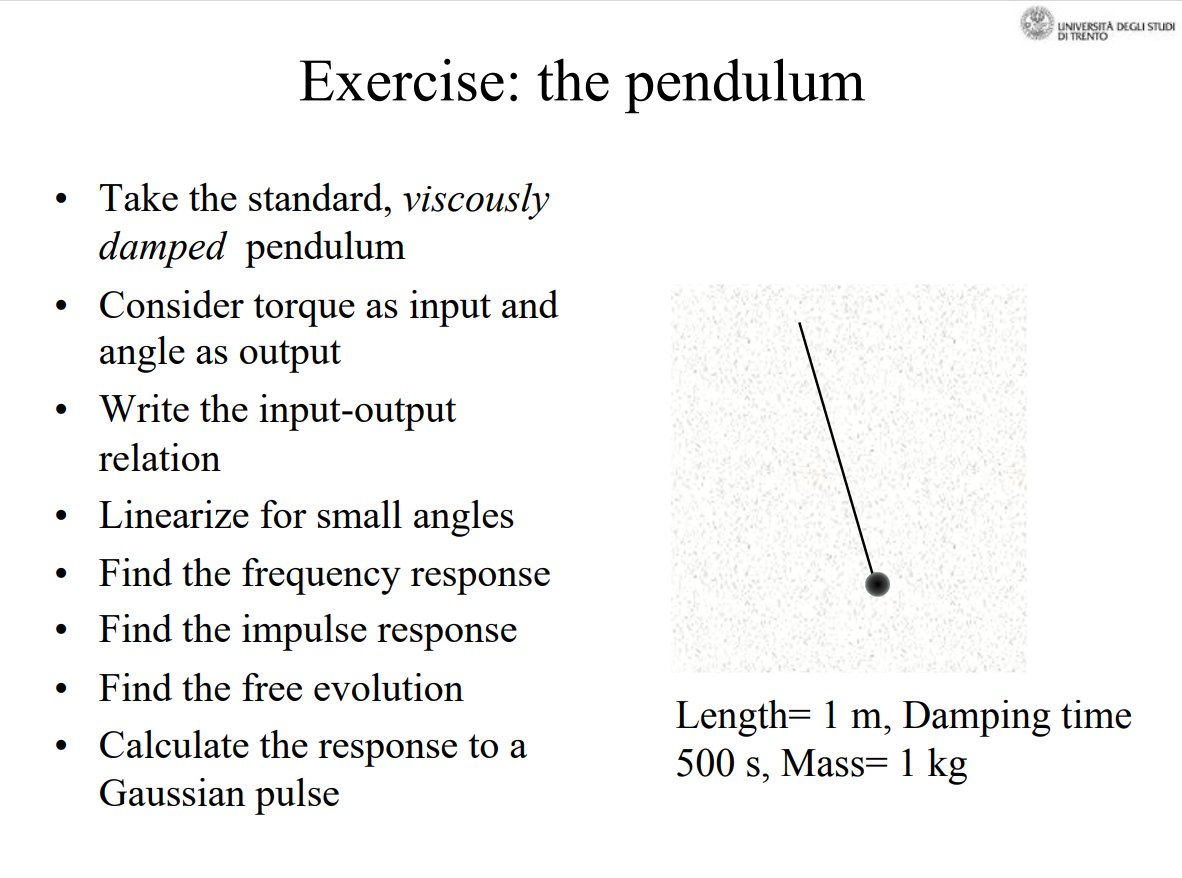 UNIVERSITÀ DEGLI STUDI
DI TRENTO
Exercise: the pendulum
• Take the standard, viscously
damped pendulum
• Consider torque as input and
angle as output
• Write the input-output
relation
• Linearize for small angles
• Find the frequency response
• Find the impulse response
• Find the free evolution
• Calculate the response to a
Gaussian pulse
Length= 1 m, Damping time
500 s, Mass= 1 kg